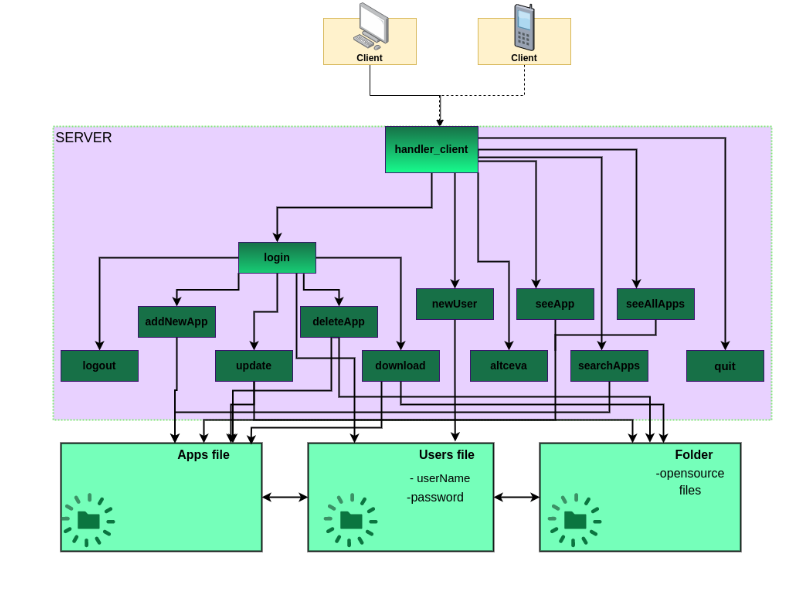 Client
Client
SERVER
handler_client
login
newUser
seeApp
seeAllApps
addNewApp
deleteApp
logout
update
download
altceva
searchApps
quit
Apps file
Users file
- userName
-password
Folder
-opensource
files